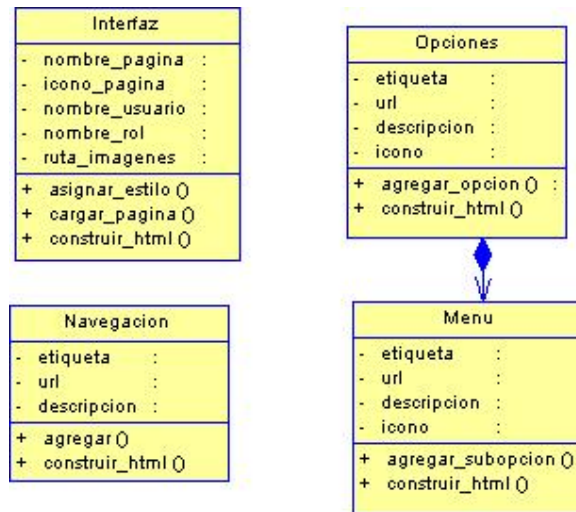 Interfaz
- nombre_pagina :
- icono_pagina :
- nombre_usuario :
- nombre_rol :
- ruta_imagenes :
+ asignar_estilo ()
+ cargar_pagina ()
+ construir_html ()
Opciones
- etiqueta :
- url :
- descripcion :
- icono :
+ agregar_opcion () :
+ construir_html ()
Navegacion
- etiqueta :
- url :
- descripcion :
+ agregar ()
+ construir_html ()
Menu
- etiqueta :
- url :
- descripcion :
- icono :
+ agregar_subopcion ()
+ construir_html ()